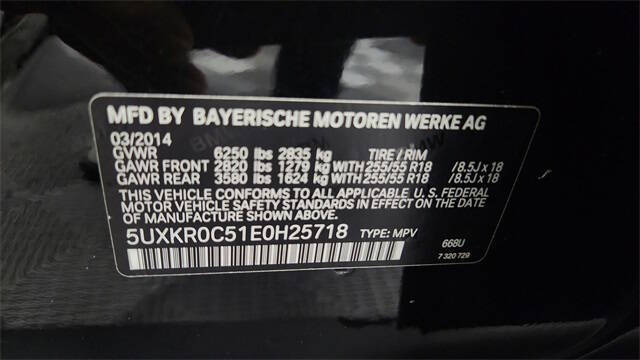 MFD BY BAYERISCHE MOTOREN WERKE AG
03/2014
GVWR 6250 lbs 2835 kg TIRE / RIM
GAWR FRONT 2820 lbs 1279 kg WITH 255/55 R18 /8.5J x 18
GAWR REAR 3580 lbs 1624 kg WITH 255/55 R18 /8.5J x 18
THIS VEHICLE CONFORMS TO ALL APPLICABLE U. S. FEDERAL
MOTOR VEHICLE SAFETY STANDARDS IN EFFECT ON THE DATE OF
MANUFACTURE SHOWN ABOVE.
5UXKR0C51E0H25718 TYPE: MPV
668U
7 320 729